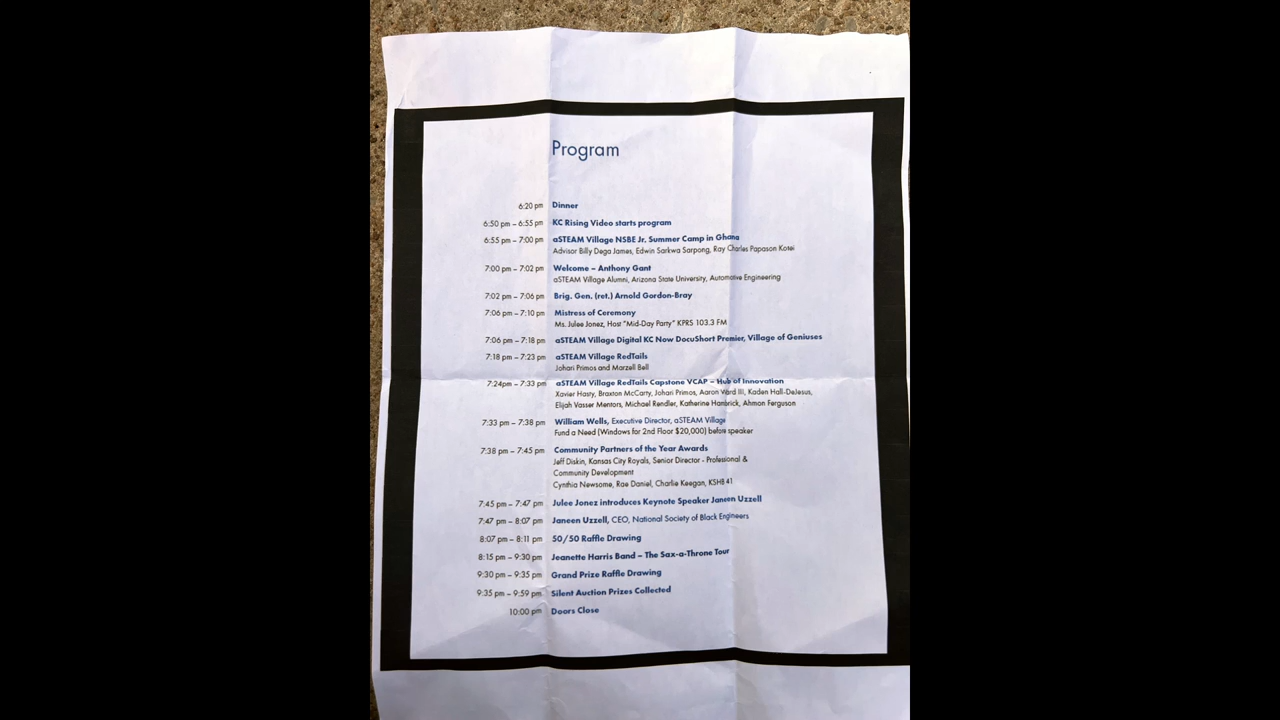 Program
6:20 pm Dinner
6:50 pm – 6:55 pm KC Rising Video starts program
6:55 pm – 7:00 pm aSTEAM Village NSBE Jr. Summer Camp in Ghana
Advisor Billy Dega James, Edwin Sarkwa Sarpong, Ray Charles Papason Kotei
7:00 pm – 7:02 pm Welcome – Anthony Gant
aSTEAM Village Alumni, Arizona State University, Automotive Engineering
7:02 pm – 7:06 pm Brig. Gen. (ret.) Arnold Gordon-Bray
7:06 pm – 7:10 pm Mistress of Ceremony
Ms. Julee Jonez, Host "Mid-Day Party" KPRS 103.3 FM
7:06 pm – 7:18 pm aSTEAM Village Digital KC Now DocuShort Premier, Village of Geniuses
7:18 pm – 7:23 pm aSTEAM Village RedTails
Johari Primos and Marzell Bell
7:24pm – 7:33 pm aSTEAM Village RedTails Capstone VCAP – Hub of Innovation
Xavier Hasty, Braxton McCarty, Johari Primos, Aaron Ward III, Kaden Hall-DeJesus,
Elijah Vasser Mentors, Michael Rendler, Katherine Hambrick, Ahmon Ferguson
7:33 pm – 7:38 pm William Wells, Executive Director, aSTEAM Village
Fund a Need (Windows for 2nd Floor $20,000) before speaker
7:38 pm – 7:45 pm Community Partners of the Year Awards
Jeff Diskin, Kansas City Royals, Senior Director - Professional &
Community Development
Cynthia Newsome, Rae Daniel, Charlie Keegan, KSHB 41
7:45 pm – 7:47 pm Julee Jonez introduces Keynote Speaker Janeen Uzzell
7:47 pm – 8:07 pm Janeen Uzzell, CEO, National Society of Black Engineers
8:07 pm – 8:11 pm 50/50 Raffle Drawing
8:15 pm – 9:30 pm Jeanette Harris Band – The Sax-a-Throne Tour
9:30 pm – 9:35 pm Grand Prize Raffle Drawing
9:35 pm – 9:59 pm Silent Auction Prizes Collected
10:00 pm Doors Close